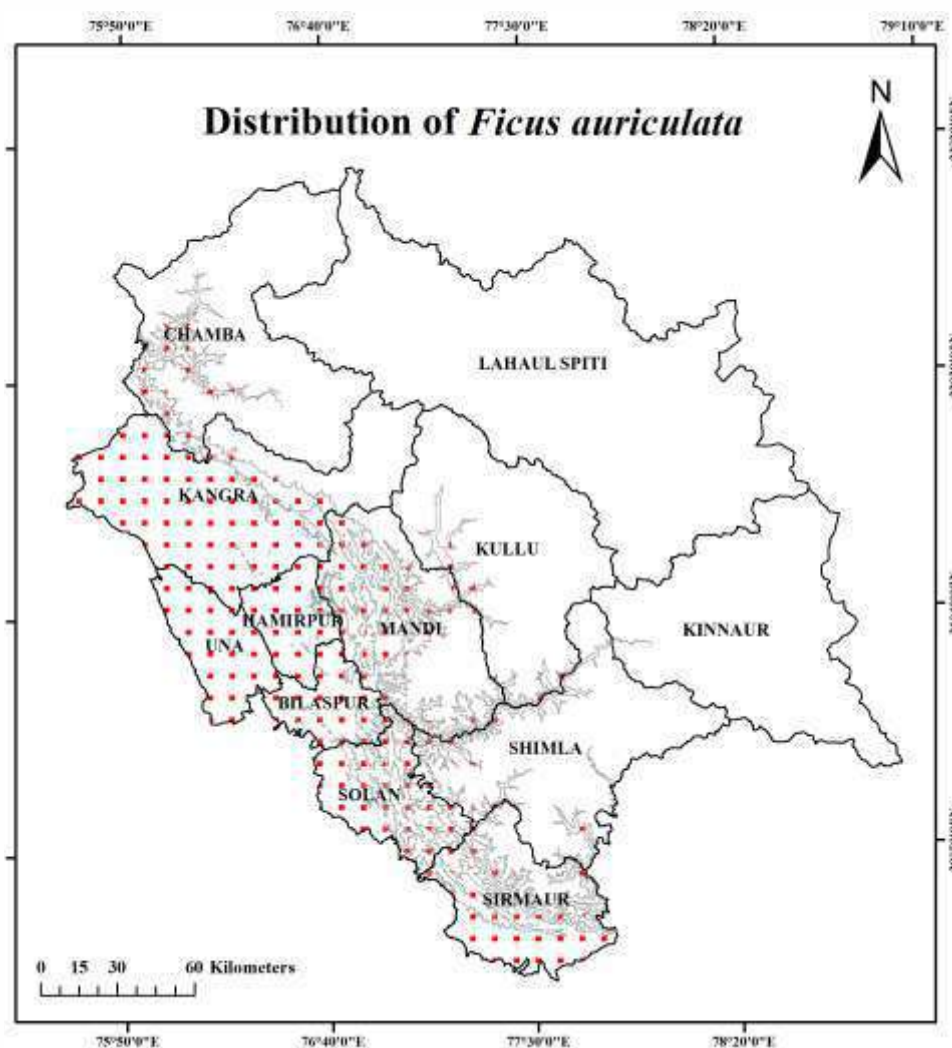 75°50'0"E 76°40'0"E 77°30'0"E 78°20'0"E 79°10'0"E
Distribution of Ficus auriculata
N
CHAMBA
LAHAUL SPITI
KANGRA
KULLU
HAMIRPUR
MANDI
KINNAUR
UNA
BILASPUR
SHIMLA
SOLAN
SIRMAUR
0 15 30 60 Kilometers
75°50'0"E 76°40'0"E 77°30'0"E 78°20'0"E